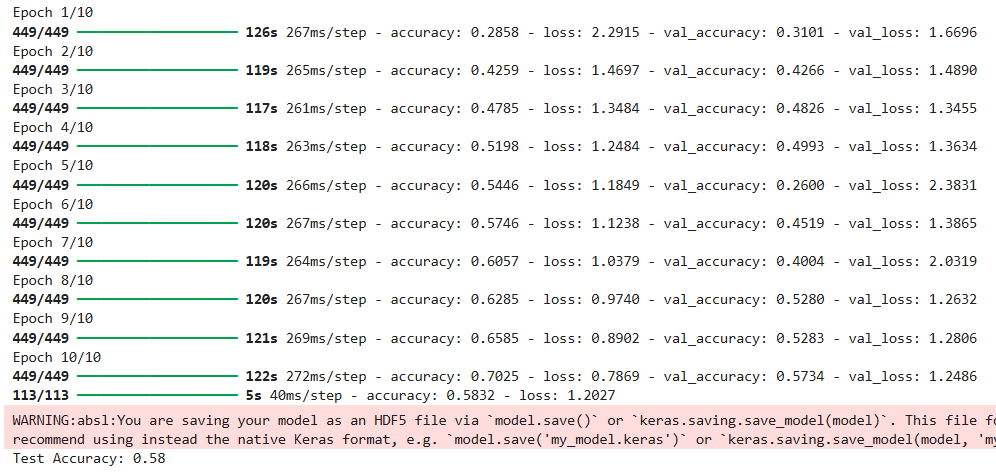 Epoch 1/10
449/449 ━━━━━━━━━━━━━━━━━━━━ 126s 267ms/step - accuracy: 0.2858 - loss: 2.2915 - val_accuracy: 0.3101 - val_loss: 1.6696
Epoch 2/10
449/449 ━━━━━━━━━━━━━━━━━━━━ 119s 265ms/step - accuracy: 0.4259 - loss: 1.4697 - val_accuracy: 0.4266 - val_loss: 1.4890
Epoch 3/10
449/449 ━━━━━━━━━━━━━━━━━━━━ 117s 261ms/step - accuracy: 0.4785 - loss: 1.3484 - val_accuracy: 0.4826 - val_loss: 1.3455
Epoch 4/10
449/449 ━━━━━━━━━━━━━━━━━━━━ 118s 263ms/step - accuracy: 0.5198 - loss: 1.2484 - val_accuracy: 0.4993 - val_loss: 1.3634
Epoch 5/10
449/449 ━━━━━━━━━━━━━━━━━━━━ 120s 266ms/step - accuracy: 0.5446 - loss: 1.1849 - val_accuracy: 0.2600 - val_loss: 2.3831
Epoch 6/10
449/449 ━━━━━━━━━━━━━━━━━━━━ 120s 267ms/step - accuracy: 0.5746 - loss: 1.1238 - val_accuracy: 0.4519 - val_loss: 1.3865
Epoch 7/10
449/449 ━━━━━━━━━━━━━━━━━━━━ 119s 264ms/step - accuracy: 0.6057 - loss: 1.0379 - val_accuracy: 0.4004 - val_loss: 2.0319
Epoch 8/10
449/449 ━━━━━━━━━━━━━━━━━━━━ 120s 267ms/step - accuracy: 0.6285 - loss: 0.9740 - val_accuracy: 0.5280 - val_loss: 1.2632
Epoch 9/10
449/449 ━━━━━━━━━━━━━━━━━━━━ 121s 269ms/step - accuracy: 0.6585 - loss: 0.8902 - val_accuracy: 0.5283 - val_loss: 1.2806
Epoch 10/10
449/449 ━━━━━━━━━━━━━━━━━━━━ 122s 272ms/step - accuracy: 0.7025 - loss: 0.7869 - val_accuracy: 0.5734 - val_loss: 1.2486
113/113 ━━━━━━━━━━━━━━━━━━━━ 5s 40ms/step - accuracy: 0.5832 - loss: 1.2027
WARNING:absl:You are saving your model as an HDF5 file via `model.save()` or `keras.saving.save_model(model)`. This file fo
recommend using instead the native Keras format, e.g. `model.save('my_model.keras')` or `keras.saving.save_model(model, 'my
Test Accuracy: 0.58